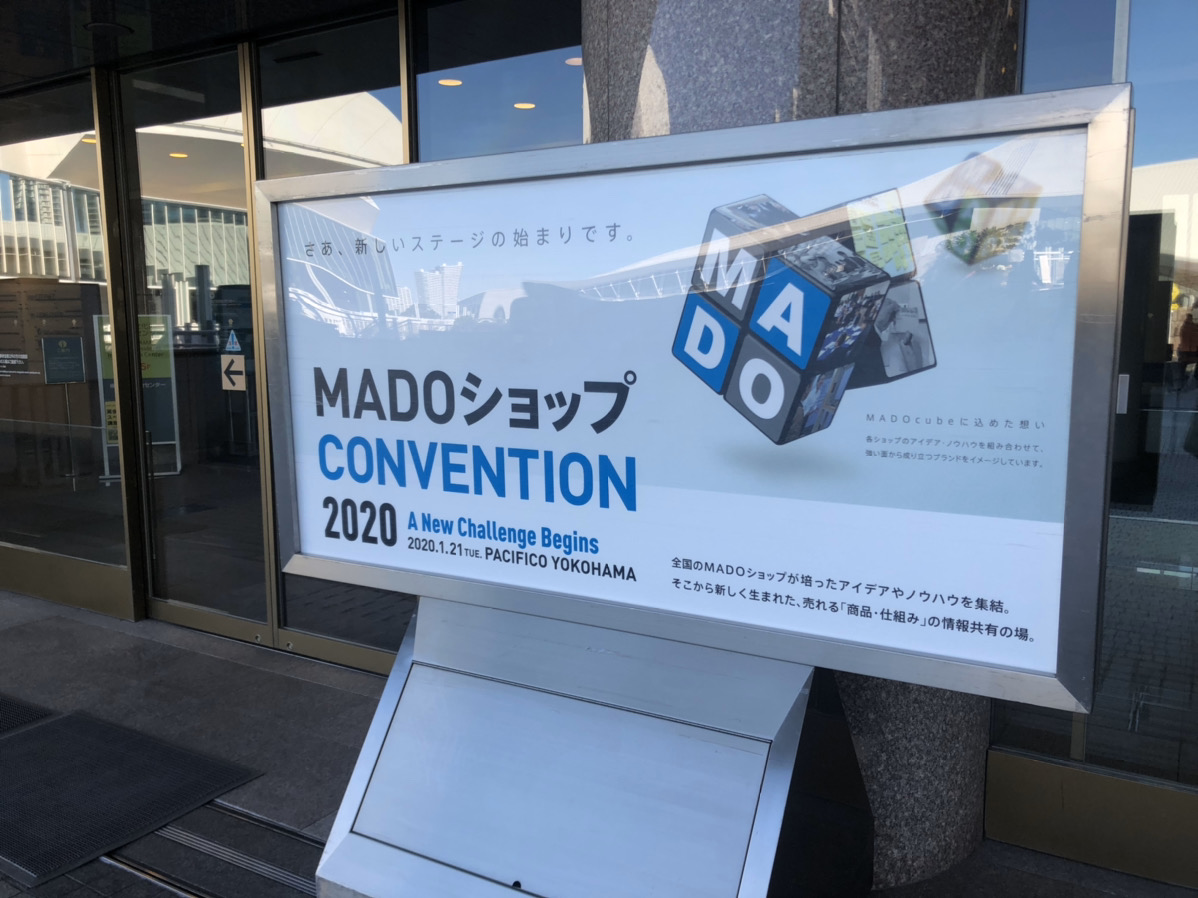 さあ、新しいステージの始まりです。
MADOショップ
CONVENTION
2020
A New Challenge Begins
2020.1.21 TUE. PACIFICO YOKOHAMA
MADO
MADOcubeに込めた想い
各ショップのアイデア・ノウハウを組み合わせて、
強い面から成り立つブランドをイメージしています。
全国のMADOショップが培ったアイデアやノウハウを集結。
そこから新しく生まれた、売れる「商品・仕組み」の情報共有の場。